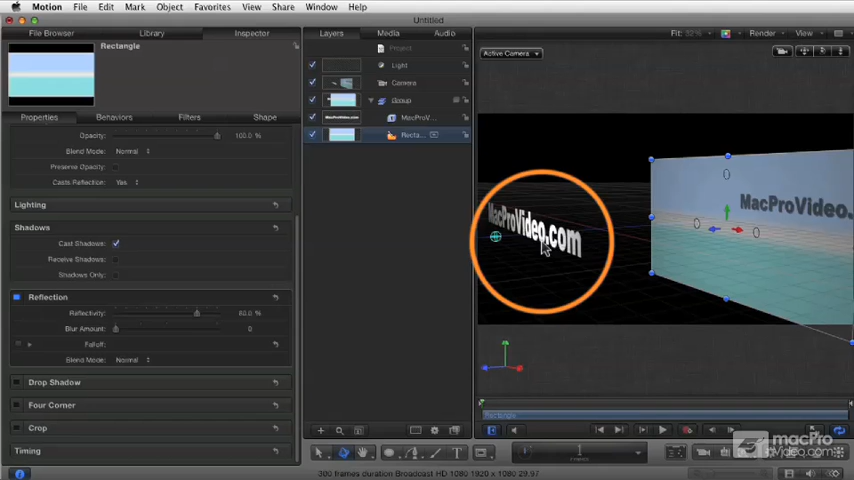 Motion File Edit Mark Object Favorites View Share Window Help
Untitled
File Browser Library Inspector
Layers Media Audio
Fit: 82% Render View
Rectangle
Project
Active Camera
Light
Camera
Group
Properties Behaviors Filters Shape
MacProV...
Opacity: 100.0 %
Recta...
Blend Mode: Normal
Preserve Opacity:
Casts Reflection: Yes
Lighting
Shadows
Cast Shadows:
Receive Shadows:
Shadows Only:
MacProVideo.com
MacProVideo.
Reflection
Reflectivity: 80.0 %
Blur Amount: 0
Falloff:
Blend Mode: Normal
Drop Shadow
Four Corner
Crop
Timing
Rectangle
1
macPro
Video.com
300 frames duration Broadcast HD 1080 1920 x 1080 29.97